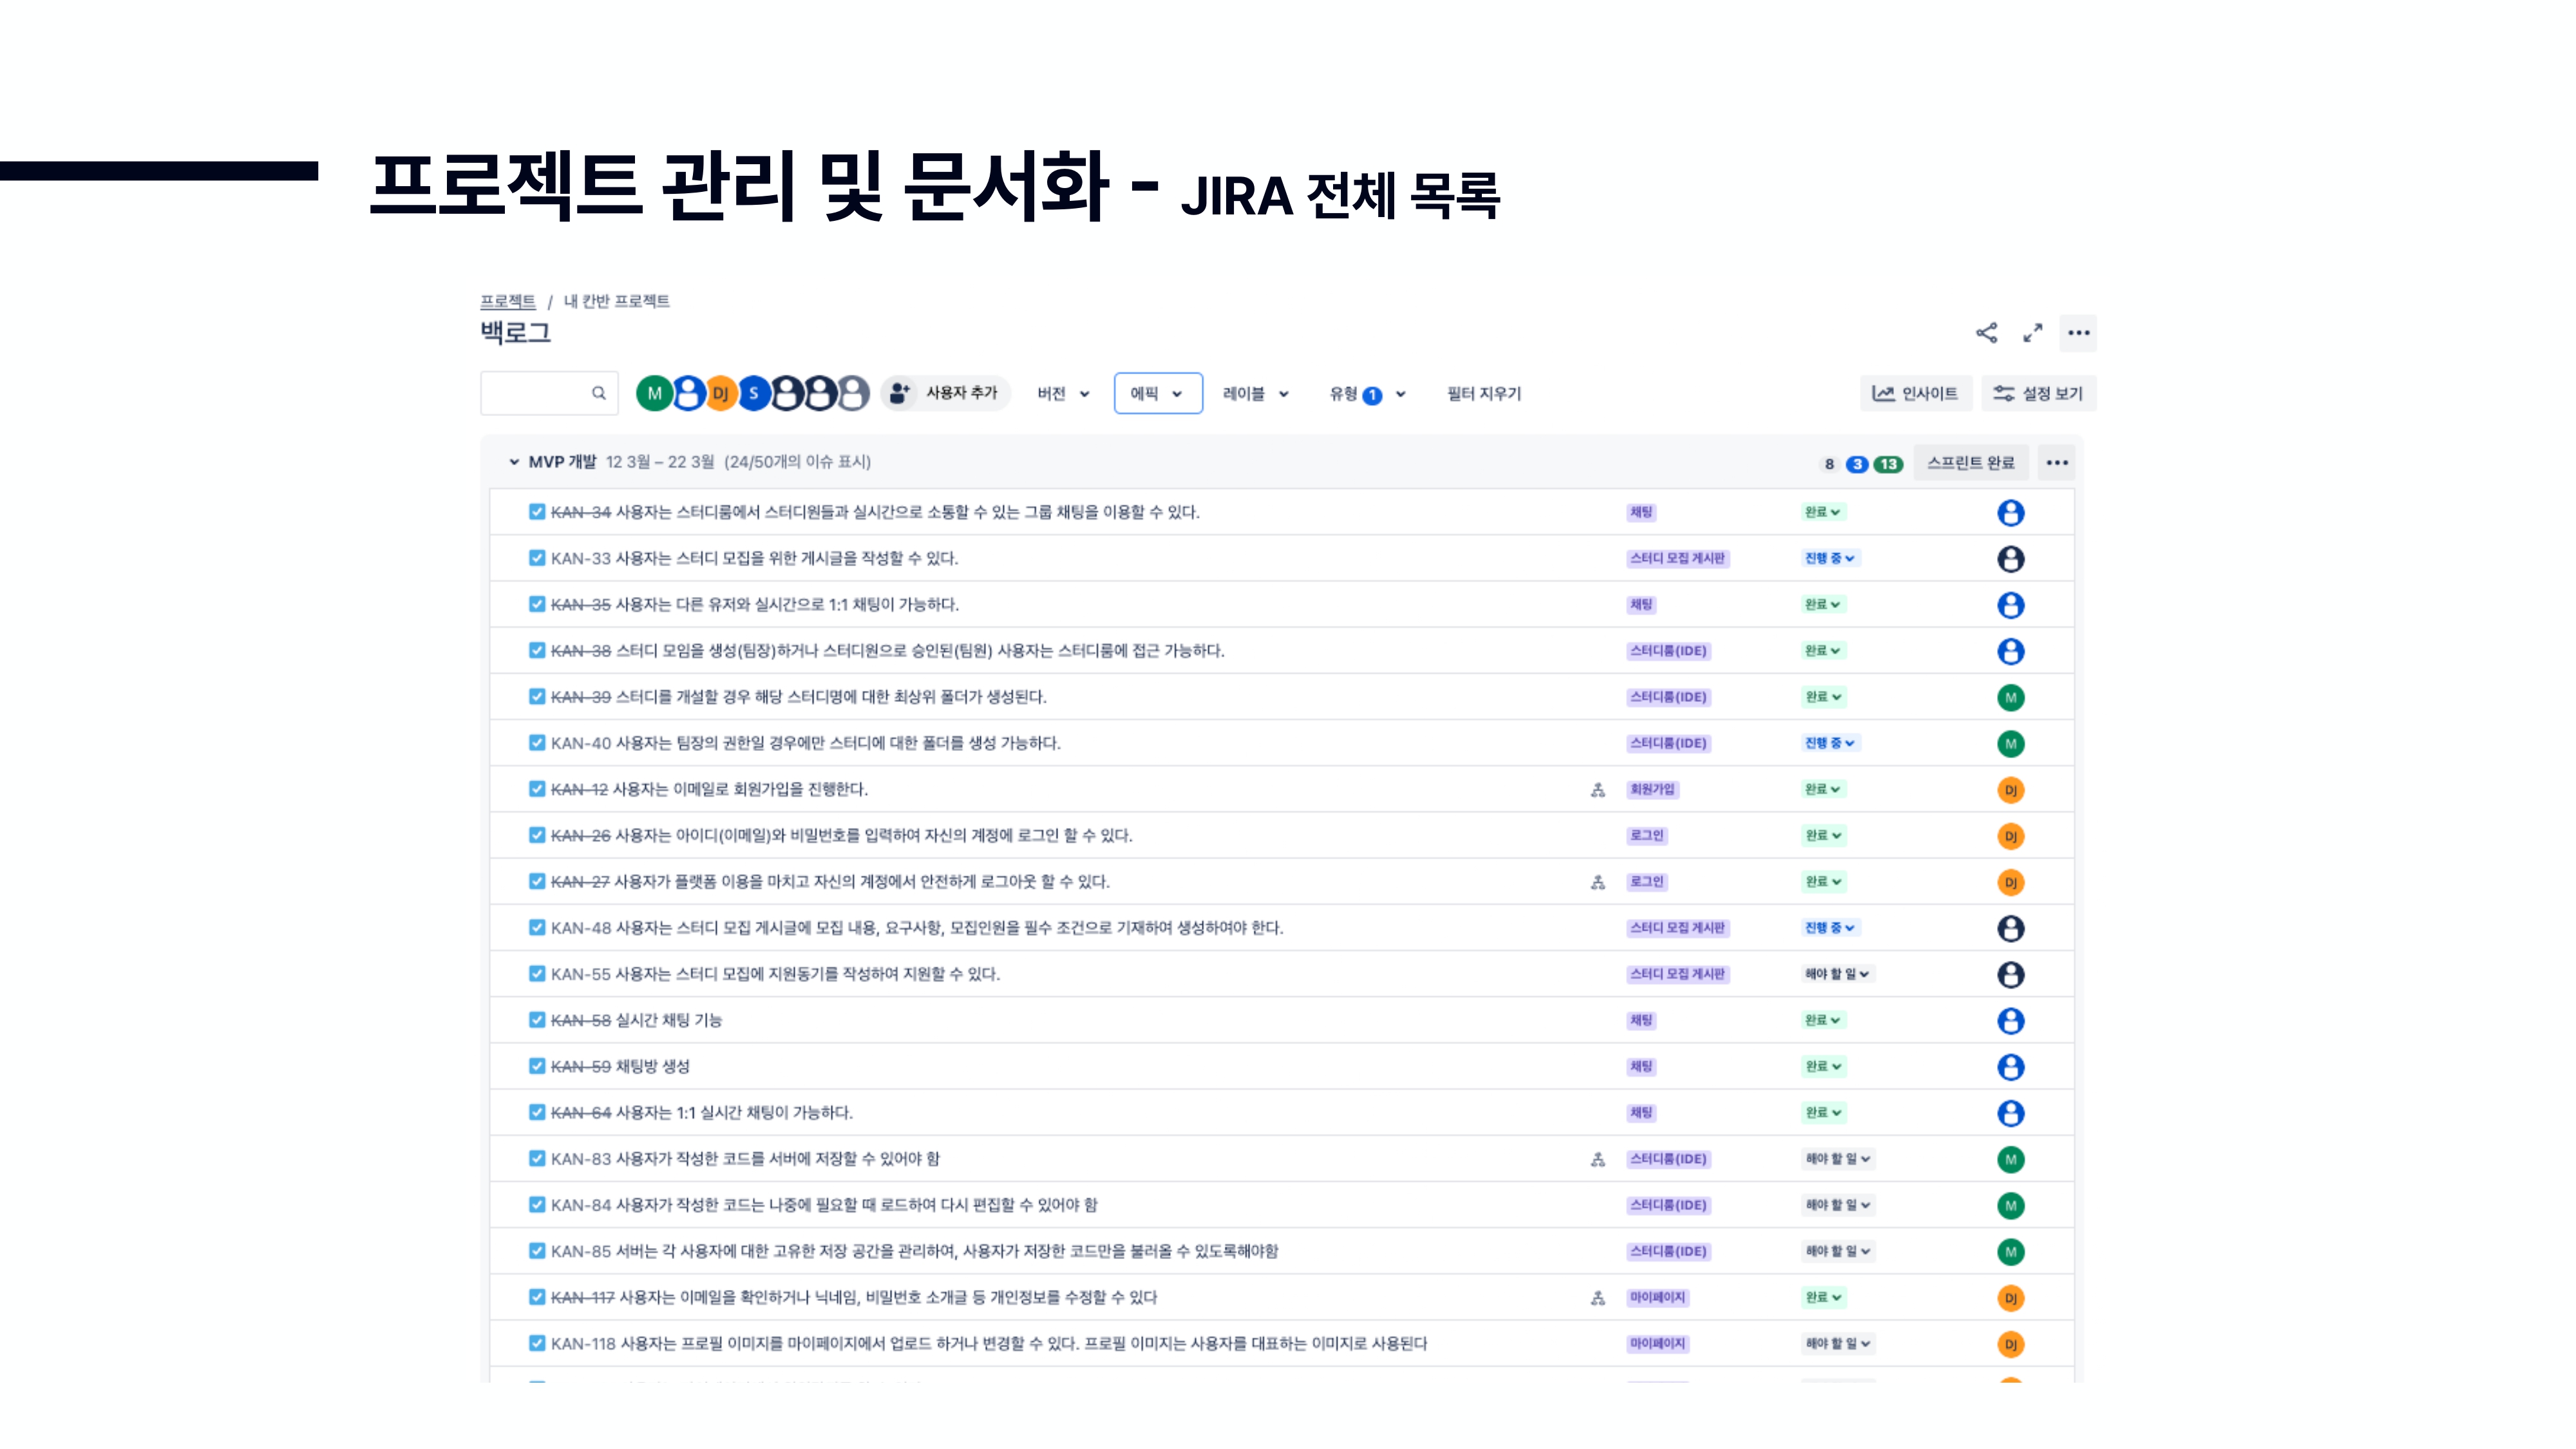 프로젝트 관리 및 문서화 - JIRA 전체 목록
프로젝트 / 내 칸반 프로젝트
백로그
M DJ S 사용자 추가 버전 에픽 레이블 유형 1 필터 지우기 인사이트 설정 보기
MVP 개발 12 3월 – 22 3월 (24/50개의 이슈 표시) 8 3 13 스프린트 완료
KAN-34 사용자는 스터디룸에서 스터디원들과 실시간으로 소통할 수 있는 그룹 채팅을 이용할 수 있다. 채팅 완료
KAN-33 사용자는 스터디 모집을 위한 게시글을 작성할 수 있다. 스터디 모집 게시판 진행 중
KAN-35 사용자는 다른 유저와 실시간으로 1:1 채팅이 가능하다. 채팅 완료
KAN-38 스터디 모임을 생성(팀장)하거나 스터디원으로 승인된(팀원) 사용자는 스터디룸에 접근 가능하다. 스터디룸(IDE) 완료
KAN-39 스터디를 개설할 경우 해당 스터디명에 대한 최상위 폴더가 생성된다. 스터디룸(IDE) 완료 M
KAN-40 사용자는 팀장의 권한일 경우에만 스터디에 대한 폴더를 생성 가능하다. 스터디룸(IDE) 진행 중 M
KAN-12 사용자는 이메일로 회원가입을 진행한다. 회원가입 완료 DJ
KAN-26 사용자는 아이디(이메일)와 비밀번호를 입력하여 자신의 계정에 로그인 할 수 있다. 로그인 완료 DJ
KAN-27 사용자가 플랫폼 이용을 마치고 자신의 계정에서 안전하게 로그아웃 할 수 있다. 로그인 완료 DJ
KAN-48 사용자는 스터디 모집 게시글에 모집 내용, 요구사항, 모집인원을 필수 조건으로 기재하여 생성하여야 한다. 스터디 모집 게시판 진행 중
KAN-55 사용자는 스터디 모집에 지원동기를 작성하여 지원할 수 있다. 스터디 모집 게시판 해야 할 일
KAN-58 실시간 채팅 기능 채팅 완료
KAN-59 채팅방 생성 채팅 완료
KAN-64 사용자는 1:1 실시간 채팅이 가능하다. 채팅 완료
KAN-83 사용자가 작성한 코드를 서버에 저장할 수 있어야 함 스터디룸(IDE) 해야 할 일 M
KAN-84 사용자가 작성한 코드는 나중에 필요할 때 로드하여 다시 편집할 수 있어야 함 스터디룸(IDE) 해야 할 일 M
KAN-85 서버는 각 사용자에 대한 고유한 저장 공간을 관리하여, 사용자가 저장한 코드만을 불러올 수 있도록해야함 스터디룸(IDE) 해야 할 일 M
KAN-117 사용자는 이메일을 확인하거나 닉네임, 비밀번호 소개글 등 개인정보를 수정할 수 있다 마이페이지 완료 DJ
KAN-118 사용자는 프로필 이미지를 마이페이지에서 업로드 하거나 변경할 수 있다. 프로필 이미지는 사용자를 대표하는 이미지로 사용된다 마이페이지 해야 할 일 DJ